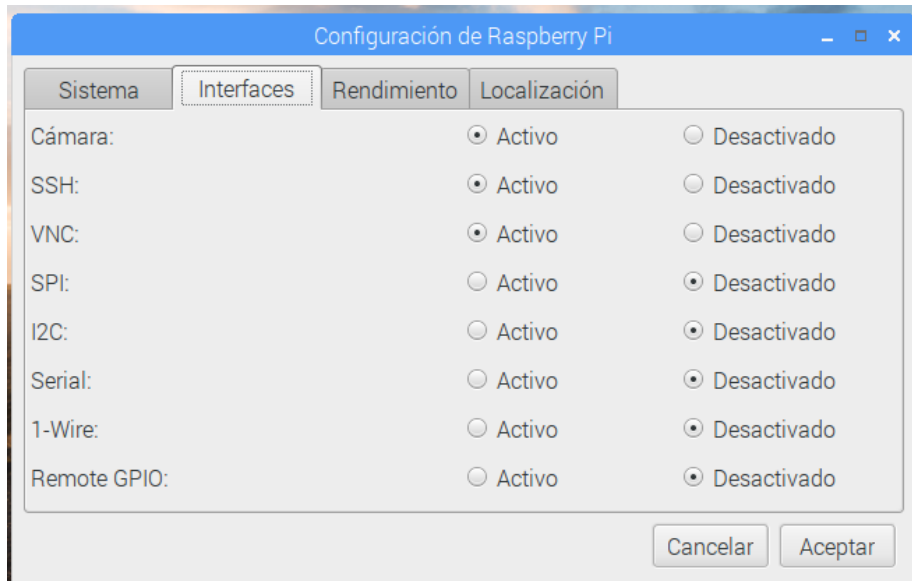 Configuración de Raspberry Pi
Sistema Interfaces Rendimiento Localización
Cámara: Activo Desactivado
SSH: Activo Desactivado
VNC: Activo Desactivado
SPI: Activo Desactivado
I2C: Activo Desactivado
Serial: Activo Desactivado
1-Wire: Activo Desactivado
Remote GPIO: Activo Desactivado
Cancelar Aceptar